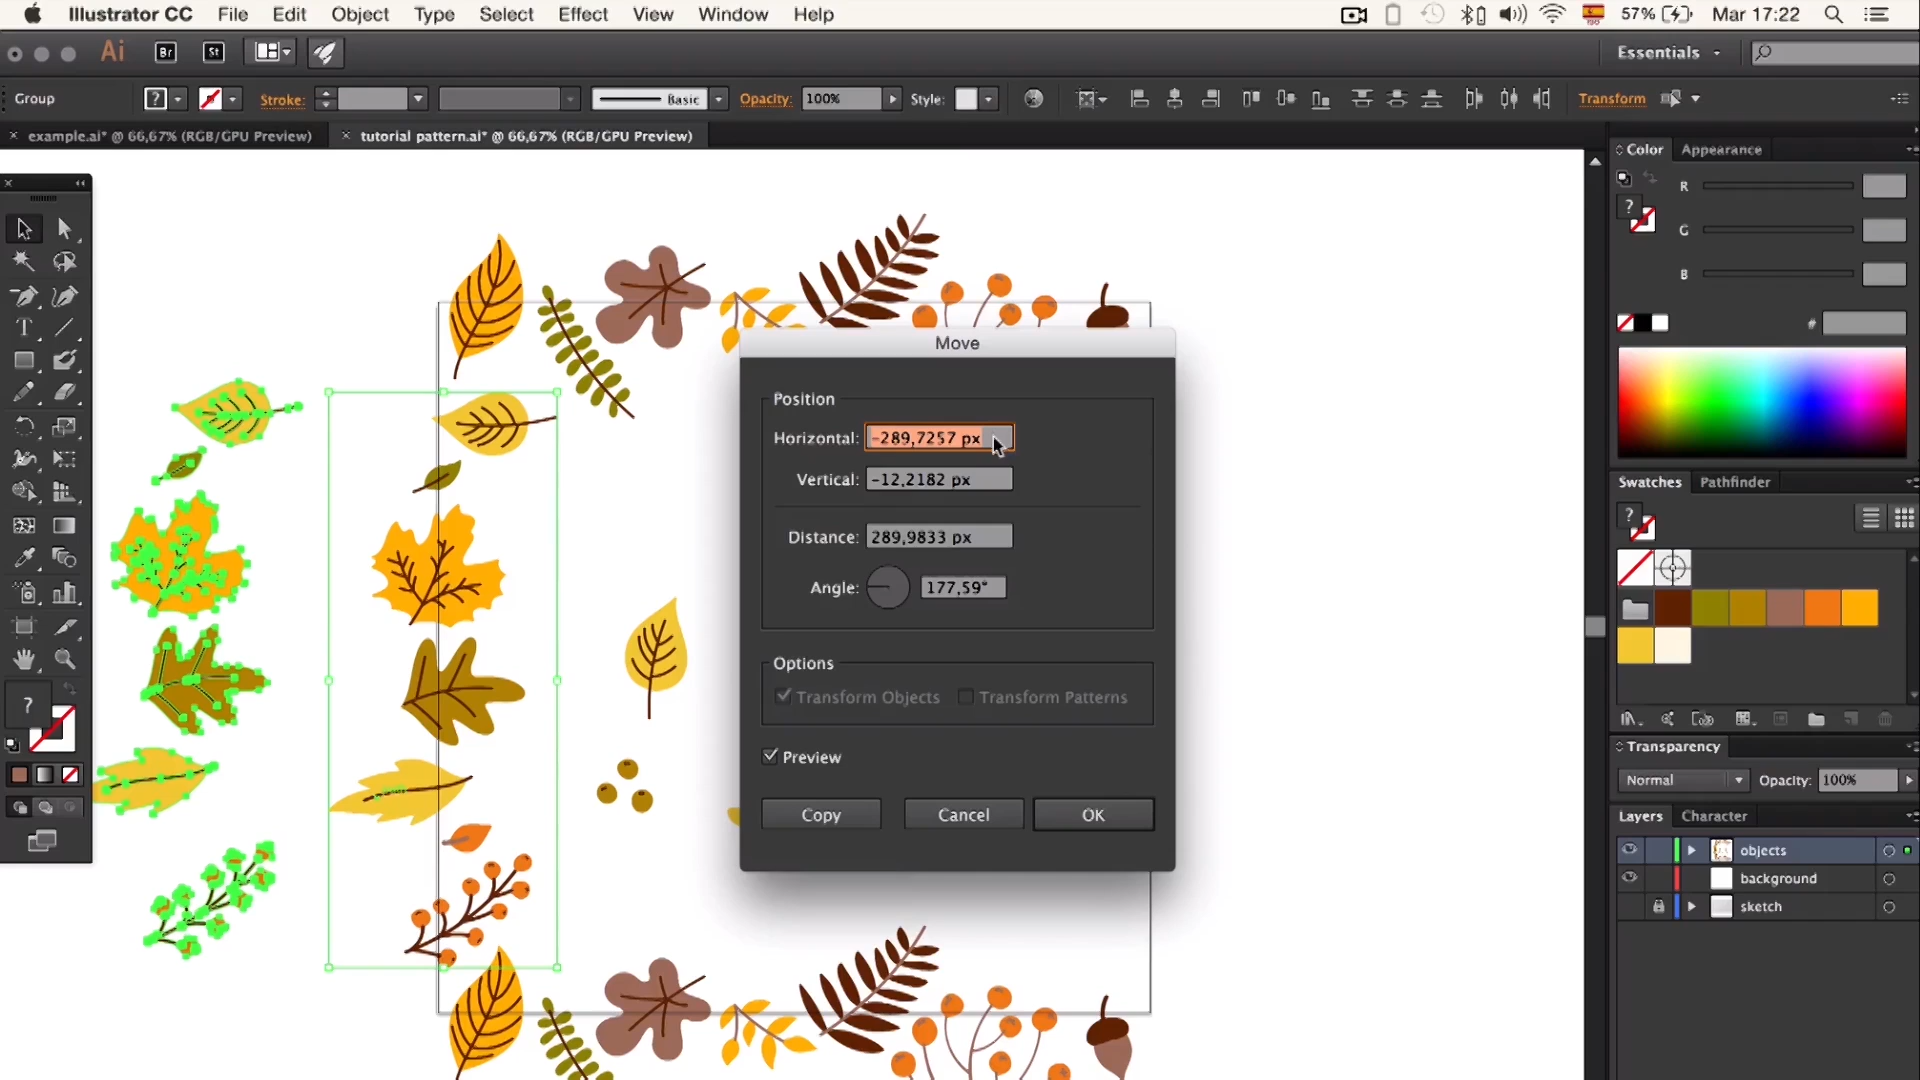 Illustrator CC File Edit Object Type Select Effect View Window Help 57% Mar 17:22
Ai Br St Essentials
Group Stroke: Basic Opacity: 100% Style: Transform
example.ai* @ 66,67% (RGB/GPU Preview) tutorial pattern.ai* @ 66,67% (RGB/GPU Preview)
Color Appearance
R
G
B
#
Move
Position
Horizontal: -289,7257 px
Vertical: -12,2182 px
Distance: 289,9833 px
Angle: 177,59°
Options
Transform Objects Transform Patterns
Preview
Copy Cancel OK
Swatches Pathfinder
Transparency
Normal Opacity: 100%
Layers Character
objects
background
sketch